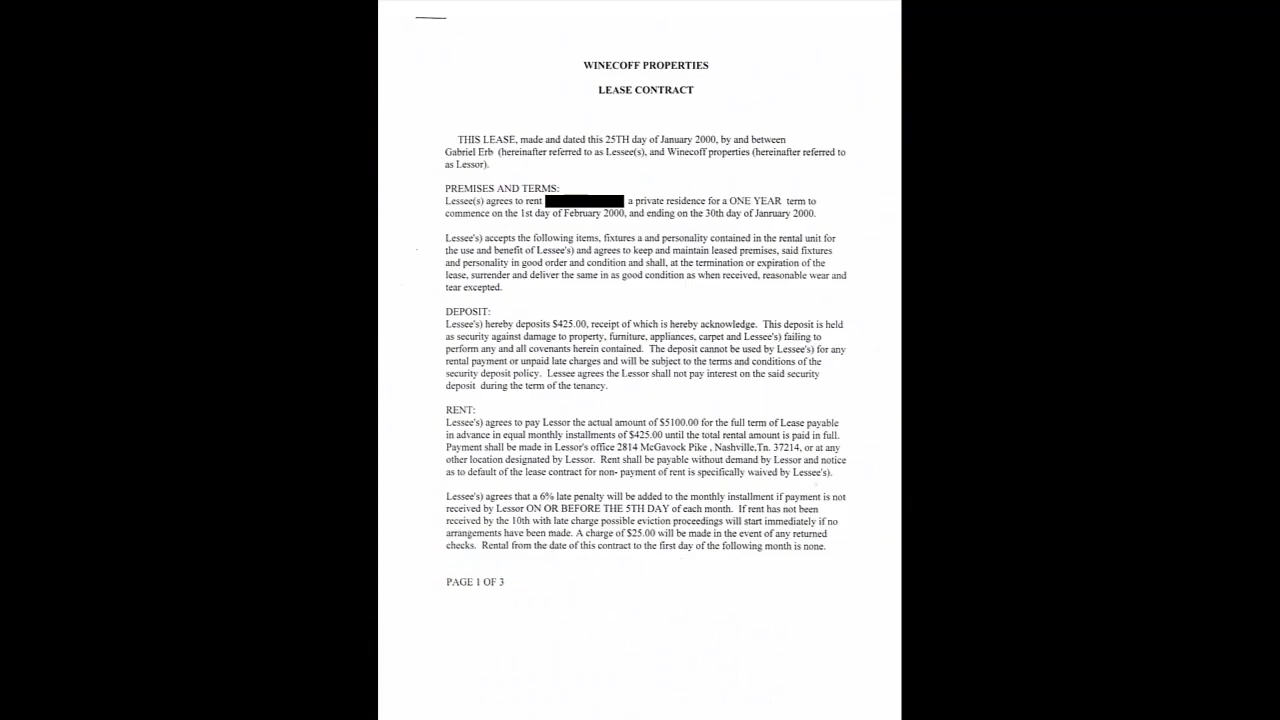 WINECOFF PROPERTIES
LEASE CONTRACT
THIS LEASE, made and dated this 25TH day of January 2000, by and between
Gabriel Erb (hereinafter referred to as Lessee(s), and Winecoff properties (hereinafter referred to
as Lessor).
PREMISES AND TERMS:
Lessee(s) agrees to rent a private residence for a ONE YEAR term to
commence on the 1st day of February 2000, and ending on the 30th day of Janruary 2000.
Lessee's) accepts the following items, fixtures a and personality contained in the rental unit for
the use and benefit of Lessee's) and agrees to keep and maintain leased premises, said fixtures
and personality in good order and condition and shall, at the termination or expiration of the
lease, surrender and deliver the same in as good condition as when received, reasonable wear and
tear excepted.
DEPOSIT:
Lessee's) hereby deposits $425.00, receipt of which is hereby acknowledge. This deposit is held
as security against damage to property, furniture, appliances, carpet and Lessee's) failing to
perform any and all covenants herein contained. The deposit cannot be used by Lessee's) for any
rental payment or unpaid late charges and will be subject to the terms and conditions of the
security deposit policy. Lessee agrees the Lessor shall not pay interest on the said security
deposit during the term of the tenancy.
RENT:
Lessee's) agrees to pay Lessor the actual amount of $5100.00 for the full term of Lease payable
in advance in equal monthly installments of $425.00 until the total rental amount is paid in full.
Payment shall be made in Lessor's office 2814 McGavock Pike , Nashville,Tn. 37214, or at any
other location designated by Lessor. Rent shall be payable without demand by Lessor and notice
as to default of the lease contract for non- payment of rent is specifically waived by Lessee's).
Lessee's) agrees that a 6% late penalty will be added to the monthly installment if payment is not
received by Lessor ON OR BEFORE THE 5TH DAY of each month. If rent has not been
received by the 10th with late charge possible eviction proceedings will start immediately if no
arrangements have been made. A charge of $25.00 will be made in the event of any returned
checks. Rental from the date of this contract to the first day of the following month is none.
PAGE 1 OF 3